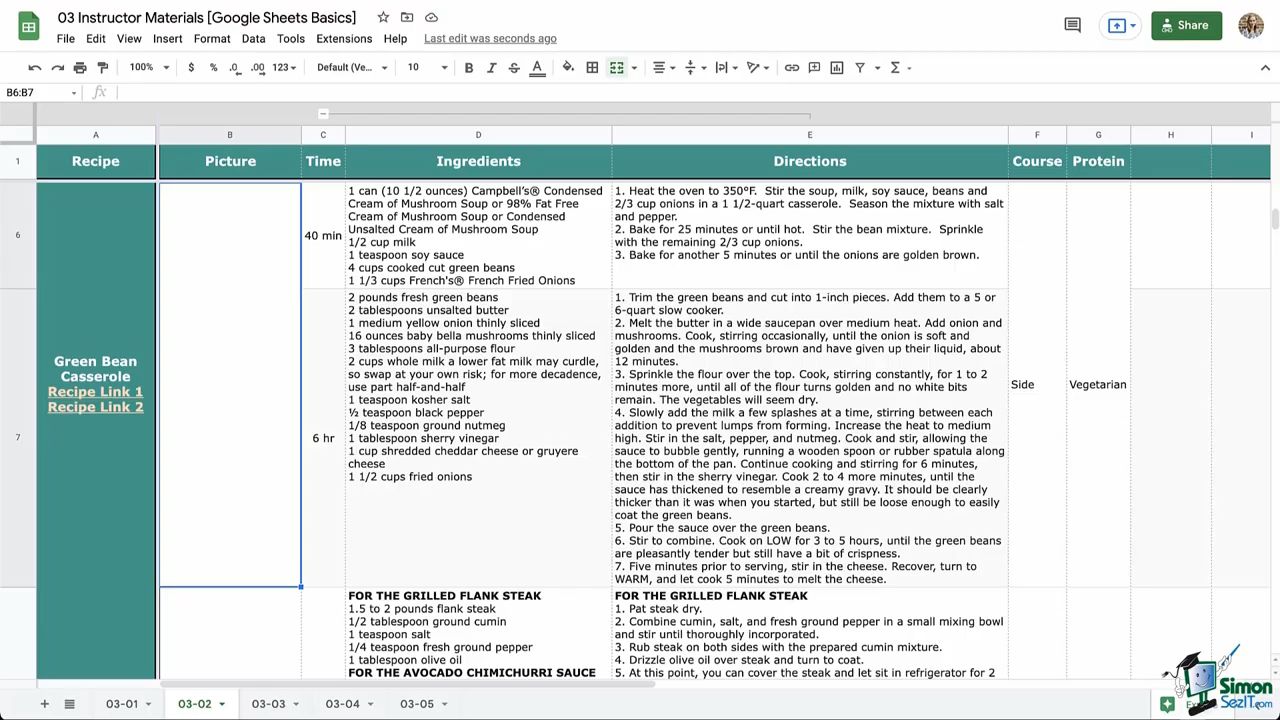 03 Instructor Materials [Google Sheets Basics]
File Edit View Insert Format Data Tools Extensions Help Last edit was seconds ago
Share
100% $ % .0 .00 123 Default (Ve... 10 B I S A Σ
B6:B7 fx
A B C D E F G H I
1 Recipe Picture Time Ingredients Directions Course Protein
6
40 min
1 can (10 1/2 ounces) Campbell's® Condensed
Cream of Mushroom Soup or 98% Fat Free
Cream of Mushroom Soup or Condensed
Unsalted Cream of Mushroom Soup
1/2 cup milk
1 teaspoon soy sauce
4 cups cooked cut green beans
1 1/3 cups French's® French Fried Onions
1. Heat the oven to 350°F. Stir the soup, milk, soy sauce, beans and
2/3 cup onions in a 1 1/2-quart casserole. Season the mixture with salt
and pepper.
2. Bake for 25 minutes or until hot. Stir the bean mixture. Sprinkle
with the remaining 2/3 cup onions.
3. Bake for another 5 minutes or until the onions are golden brown.
7
Green Bean
Casserole
Recipe Link 1
Recipe Link 2
6 hr
2 pounds fresh green beans
2 tablespoons unsalted butter
1 medium yellow onion thinly sliced
16 ounces baby bella mushrooms thinly sliced
3 tablespoons all-purpose flour
2 cups whole milk a lower fat milk may curdle,
so swap at your own risk; for more decadence,
use part half-and-half
1 teaspoon kosher salt
½ teaspoon black pepper
1/8 teaspoon ground nutmeg
1 tablespoon sherry vinegar
1 cup shredded cheddar cheese or gruyere
cheese
1 1/2 cups fried onions
1. Trim the green beans and cut into 1-inch pieces. Add them to a 5 or
6-quart slow cooker.
2. Melt the butter in a wide saucepan over medium heat. Add onion and
mushrooms. Cook, stirring occasionally, until the onion is soft and
golden and the mushrooms brown and have given up their liquid, about
12 minutes.
3. Sprinkle the flour over the top. Cook, stirring constantly, for 1 to 2
minutes more, until all of the flour turns golden and no white bits
remain. The vegetables will seem dry.
4. Slowly add the milk a few splashes at a time, stirring between each
addition to prevent lumps from forming. Increase the heat to medium
high. Stir in the salt, pepper, and nutmeg. Cook and stir, allowing the
sauce to bubble gently, running a wooden spoon or rubber spatula along
the bottom of the pan. Continue cooking and stirring for 6 minutes,
then stir in the sherry vinegar. Cook 2 to 4 more minutes, until the
sauce has thickened to resemble a creamy gravy. It should be clearly
thicker than it was when you started, but still be loose enough to easily
coat the green beans.
5. Pour the sauce over the green beans.
6. Stir to combine. Cook on LOW for 3 to 5 hours, until the green beans
are pleasantly tender but still have a bit of crispness.
7. Five minutes prior to serving, stir in the cheese. Recover, turn to
WARM, and let cook 5 minutes to melt the cheese.
Side Vegetarian
FOR THE GRILLED FLANK STEAK
1.5 to 2 pounds flank steak
1/2 tablespoon ground cumin
1 teaspoon salt
1/4 teaspoon fresh ground pepper
1 tablespoon olive oil
FOR THE AVOCADO CHIMICHURRI SAUCE
FOR THE GRILLED FLANK STEAK
1. Pat steak dry.
2. Combine cumin, salt, and fresh ground pepper in a small mixing bowl
and stir until thoroughly incorporated.
3. Rub steak on both sides with the prepared cumin mixture.
4. Drizzle olive oil over steak and turn to coat.
5. At this point, you can cover the steak and let sit in refrigerator for 2
03-01 03-02 03-03 03-04 03-05
Simon
SezIT.com